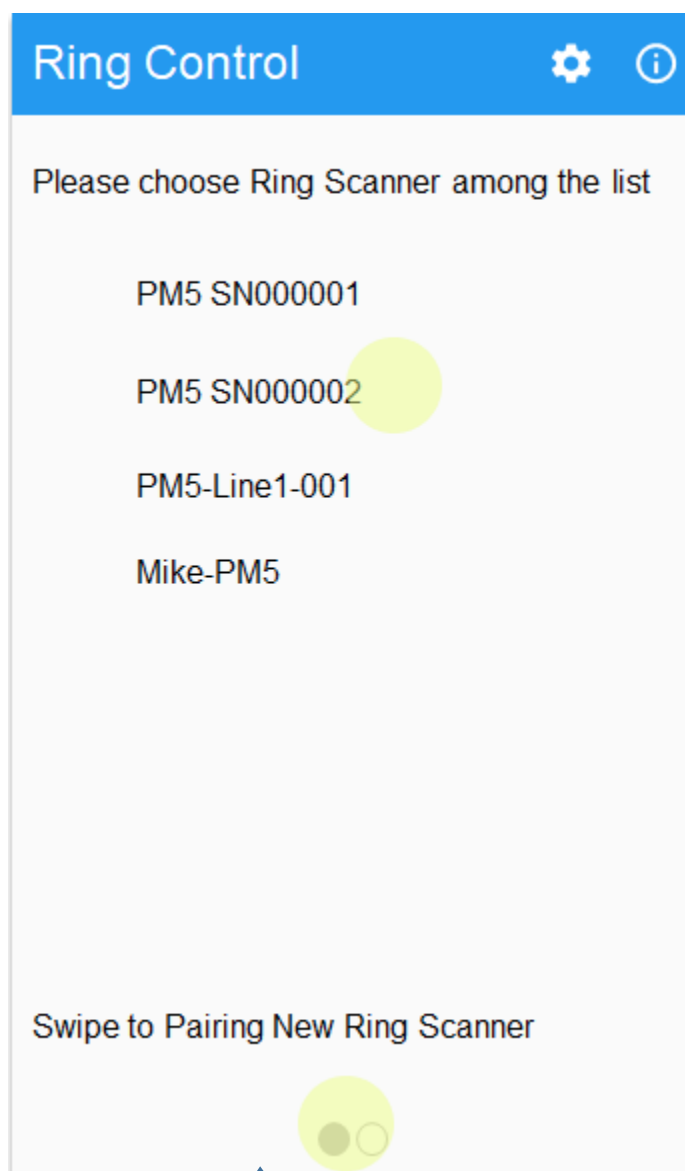 Ring Control
Please choose Ring Scanner among the list
PM5 SN000001
PM5 SN000002
PM5-Line1-001
Mike-PM5
Swipe to Pairing New Ring Scanner